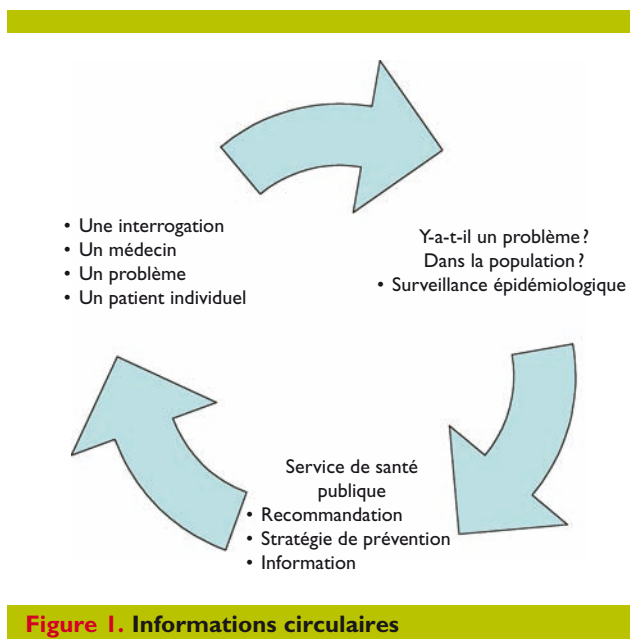 • Une interrogation
• Un médecin
• Un problème
• Un patient individuel
Y-a-t-il un problème ?
Dans la population ?
• Surveillance épidémiologique
Service de santé
publique
• Recommandation
• Stratégie de prévention
• Information
Figure 1. Informations circulaires